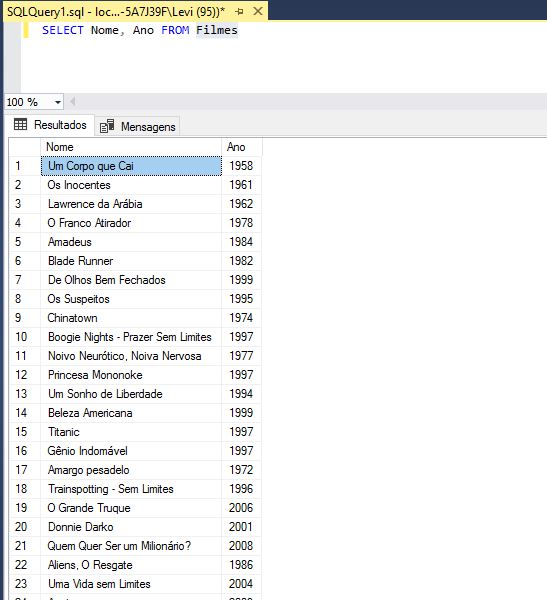 SQLQuery1.sql - loc...-5A7J39F\Levi (95))*
SELECT Nome, Ano FROM Filmes
100 %
Resultados Mensagens
Nome Ano
1 Um Corpo que Cai 1958
2 Os Inocentes 1961
3 Lawrence da Arábia 1962
4 O Franco Atirador 1978
5 Amadeus 1984
6 Blade Runner 1982
7 De Olhos Bem Fechados 1999
8 Os Suspeitos 1995
9 Chinatown 1974
10 Boogie Nights - Prazer Sem Limites 1997
11 Noivo Neurótico, Noiva Nervosa 1977
12 Princesa Mononoke 1997
13 Um Sonho de Liberdade 1994
14 Beleza Americana 1999
15 Titanic 1997
16 Gênio Indomável 1997
17 Amargo pesadelo 1972
18 Trainspotting - Sem Limites 1996
19 O Grande Truque 2006
20 Donnie Darko 2001
21 Quem Quer Ser um Milionário? 2008
22 Aliens, O Resgate 1986
23 Uma Vida sem Limites 2004